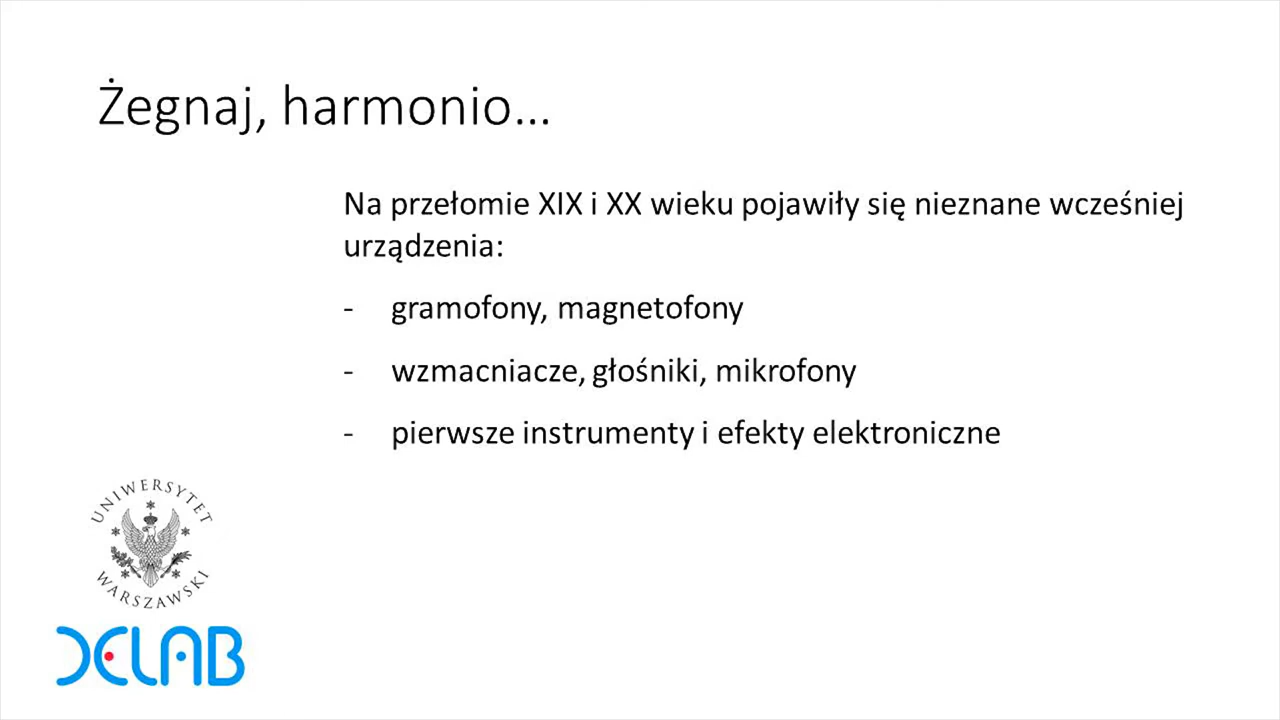 Żegnaj, harmonio...
Na przełomie XIX i XX wieku pojawiły się nieznane wcześniej
urządzenia:
- gramofony, magnetofony
- wzmacniacze, głośniki, mikrofony
- pierwsze instrumenty i efekty elektroniczne
UNIWERSYTET
WARSZAWSKI
DELAB